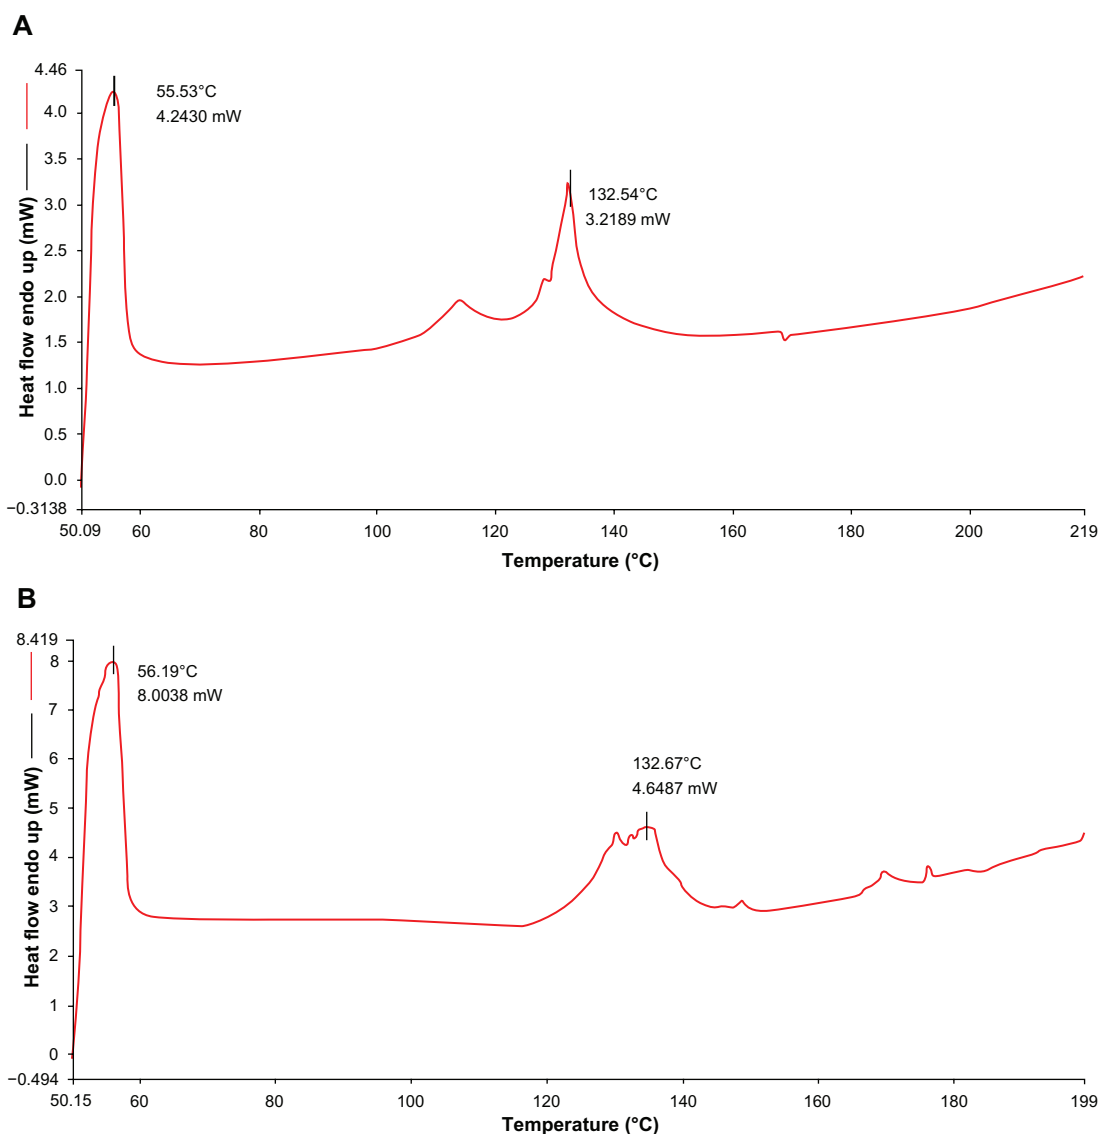 A
4.46
4.0
3.5
3.0
2.5
2.0
1.5
1.0
0.5
0.0
−0.3138
Heat flow endo up (mW)
55.53°C
4.2430 mW
132.54°C
3.2189 mW
50.09 60 80 100 120 140 160 180 200 219
Temperature (°C)
B
8.419
8
7
6
5
4
3
2
1
0
−0.494
Heat flow endo up (mW)
56.19°C
8.0038 mW
132.67°C
4.6487 mW
50.15 60 80 100 120 140 160 180 199
Temperature (°C)